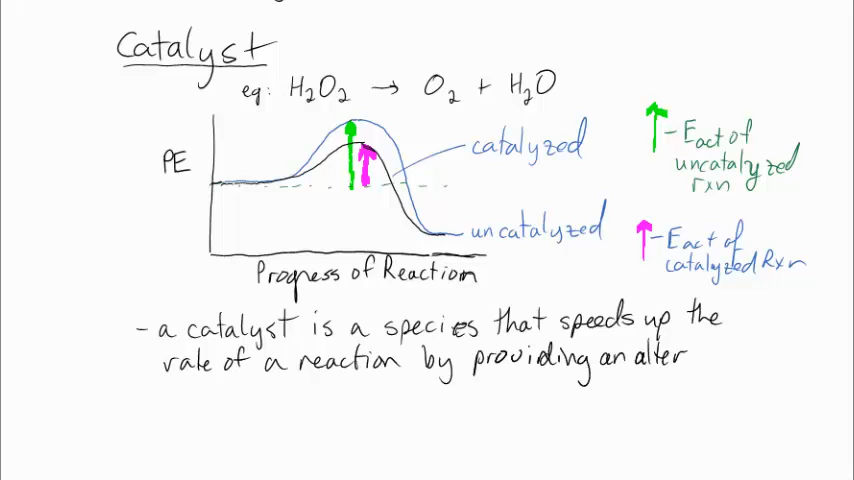 Catalyst
eg: H₂O₂ → O₂ + H₂O
PE
catalyzed
uncatalyzed
Progress of Reaction
- Eact of
uncatalyzed
rxn
- Eact of
catalyzed Rxn
- a catalyst is a species that speeds up the
rate of a reaction by providing an alter